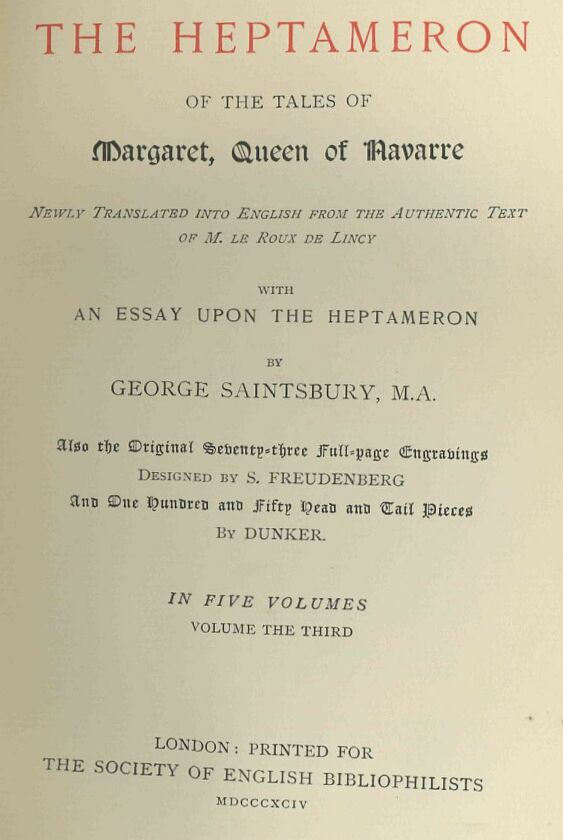 THE HEPTAMERON
OF THE TALES OF
Margaret, Queen of Navarre
NEWLY TRANSLATED INTO ENGLISH FROM THE AUTHENTIC TEXT
OF M. LE ROUX DE LINCY
WITH
AN ESSAY UPON THE HEPTAMERON
BY
GEORGE SAINTSBURY, M.A.
Also the Original Seventy-three Full-page Engravings
DESIGNED BY S. FREUDENBERG
And One Hundred and Fifty Head and Tail Pieces
BY DUNKER.
IN FIVE VOLUMES
VOLUME THE THIRD
LONDON: PRINTED FOR
THE SOCIETY OF ENGLISH BIBLIOPHILISTS
MDCCCXCIV